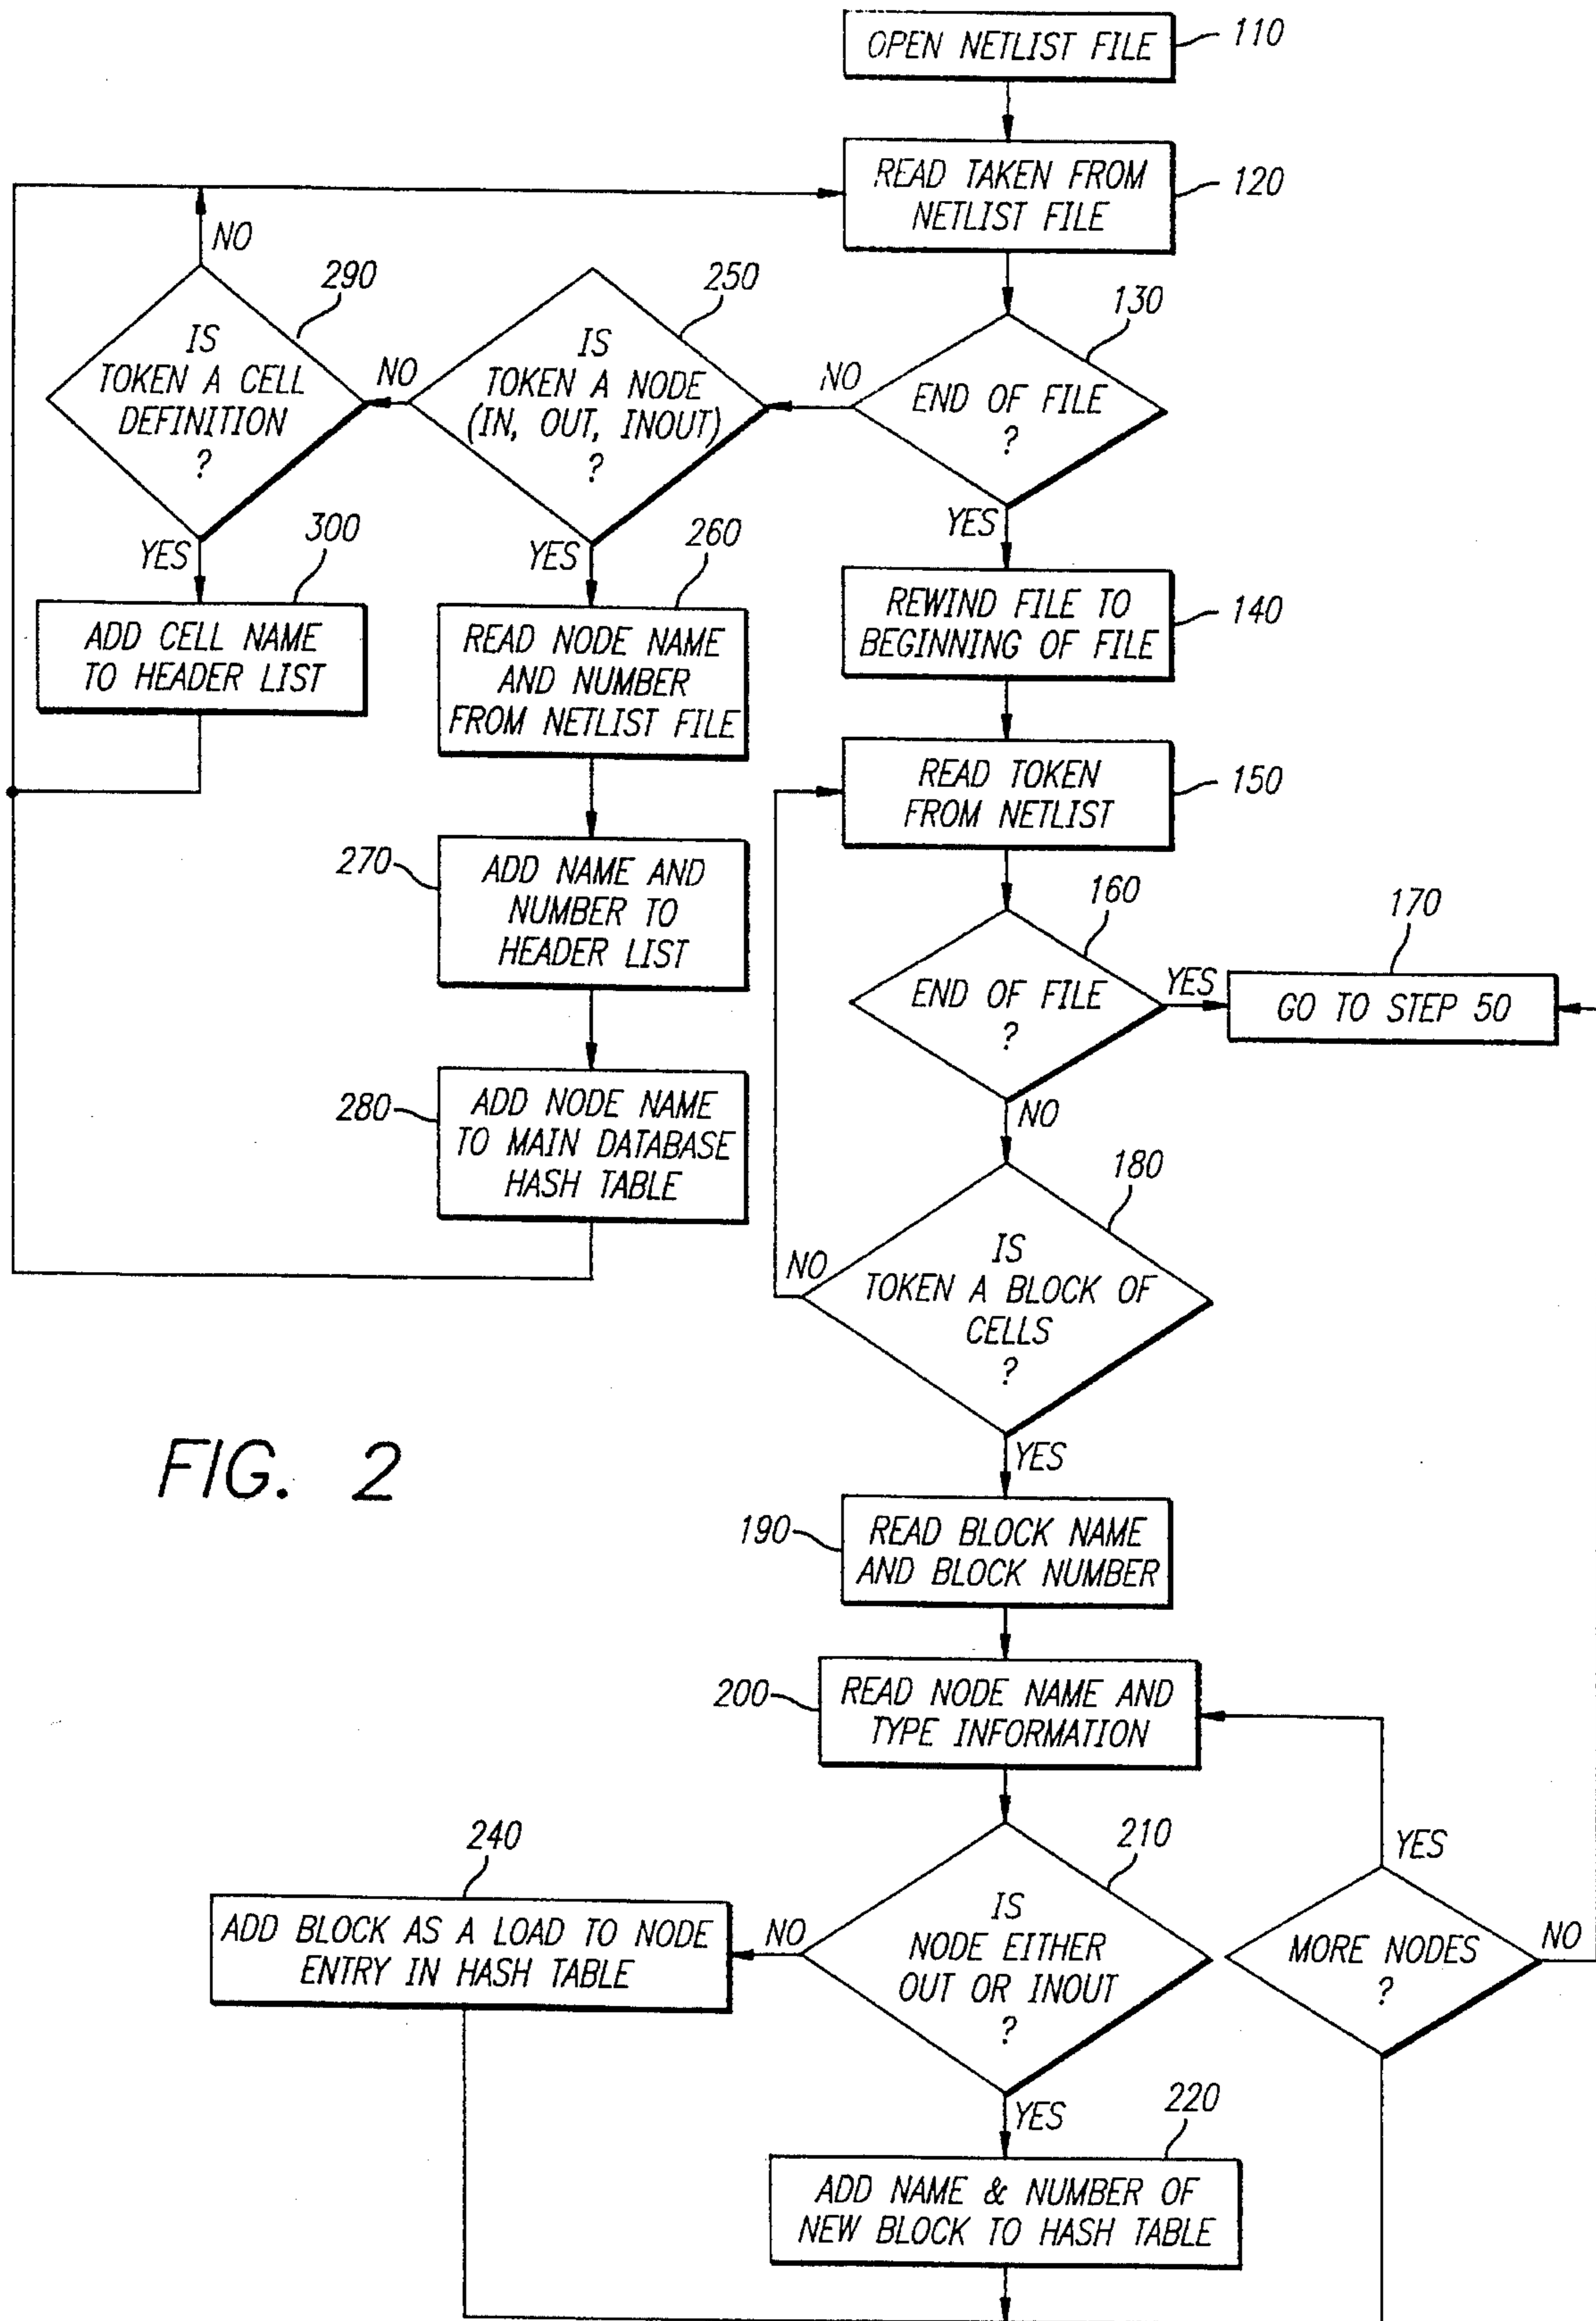 OPEN NETLIST FILE
110
READ TAKEN FROM
NETLIST FILE
120
NO
290
IS
TOKEN A CELL
DEFINITION
?
NO
250
IS
TOKEN A NODE
(IN, OUT, INOUT)
?
NO
130
END OF FILE
?
YES
300
ADD CELL NAME
TO HEADER LIST
YES
260
READ NODE NAME
AND NUMBER
FROM NETLIST FILE
YES
REWIND FILE TO
BEGINNING OF FILE
140
READ TOKEN
FROM NETLIST
150
270
ADD NAME AND
NUMBER TO
HEADER LIST
160
END OF FILE
?
YES
170
GO TO STEP 50
280
ADD NODE NAME
TO MAIN DATABASE
HASH TABLE
NO
180
IS
TOKEN A BLOCK OF
CELLS
?
NO
YES
FIG. 2
190
READ BLOCK NAME
AND BLOCK NUMBER
200
READ NODE NAME AND
TYPE INFORMATION
240
ADD BLOCK AS A LOAD TO NODE
ENTRY IN HASH TABLE
NO
210
IS
NODE EITHER
OUT OR INOUT
?
YES
MORE NODES
?
NO
YES
220
ADD NAME & NUMBER OF
NEW BLOCK TO HASH TABLE